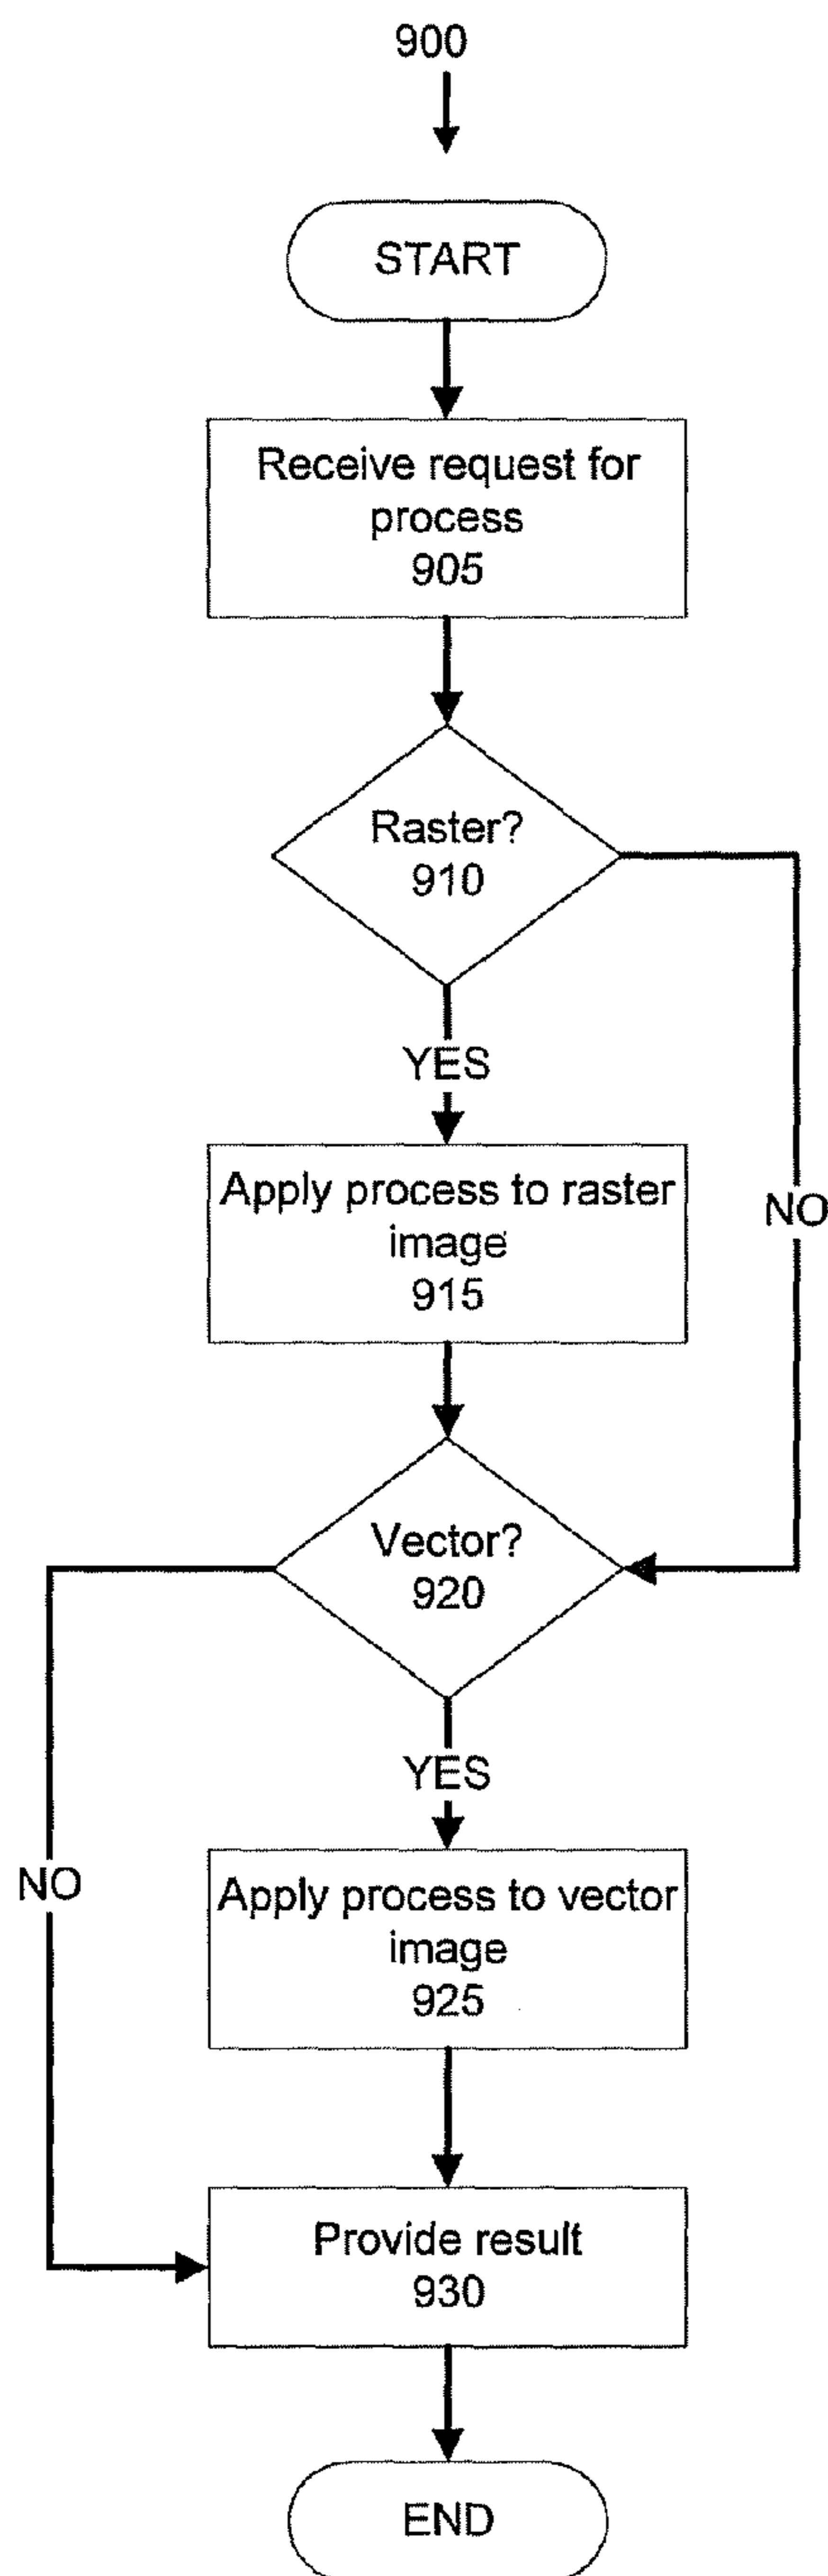 900
START
Receive request for
process
905
Raster?
910
YES
Apply process to raster
image
915
NO
Vector?
920
YES
NO
Apply process to vector
image
925
Provide result
930
END